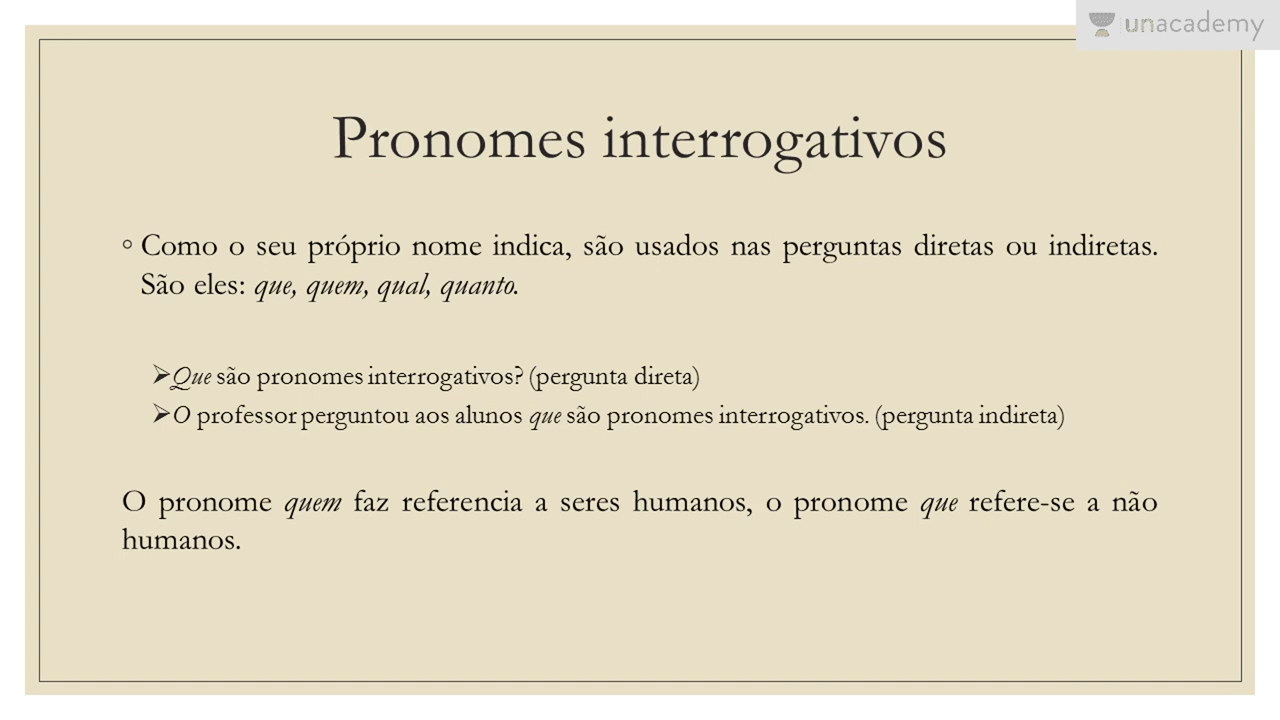 unacademy
Pronomes interrogativos
◦ Como o seu próprio nome indica, são usados nas perguntas diretas ou indiretas.
São eles: que, quem, qual, quanto.
➢Que são pronomes interrogativos? (pergunta direta)
➢O professor perguntou aos alunos que são pronomes interrogativos. (pergunta indireta)
O pronome quem faz referencia a seres humanos, o pronome que refere-se a não
humanos.